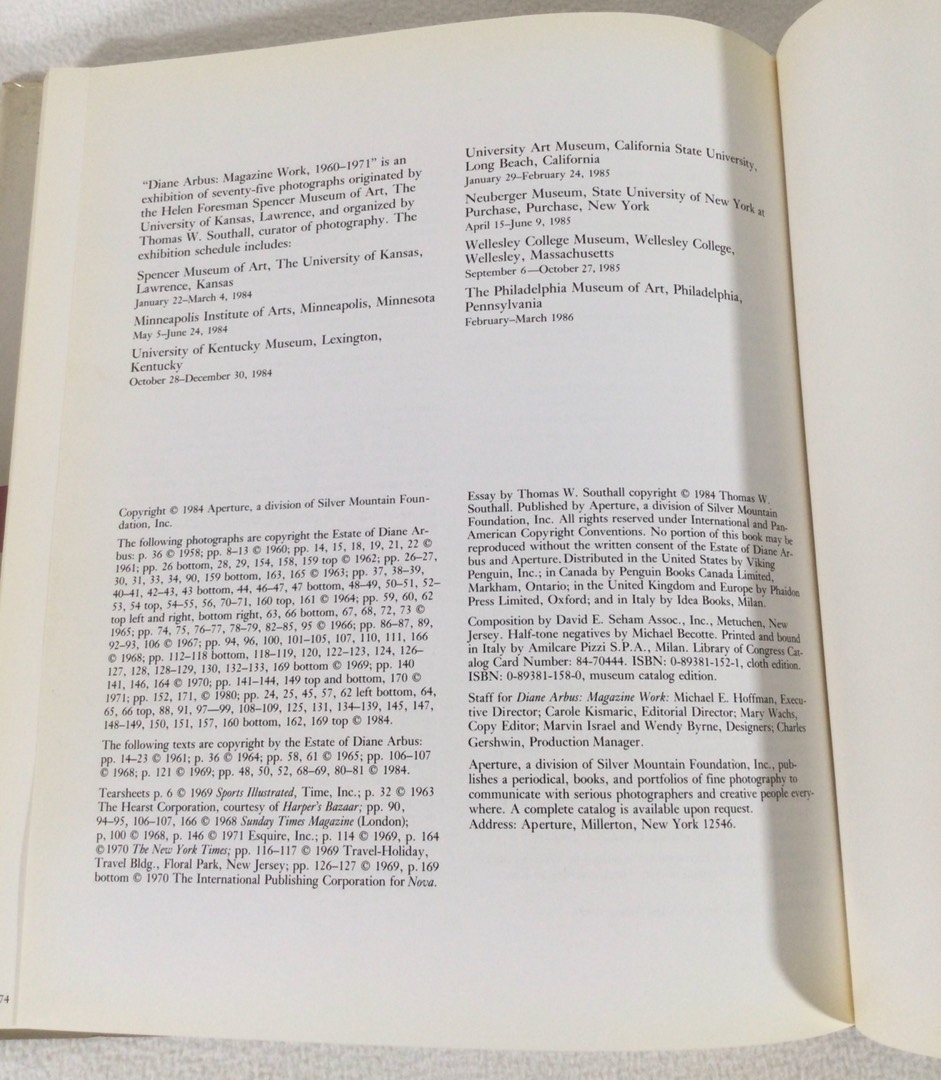 "Diane Arbus: Magazine Work, 1960–1971" is an
exhibition of seventy-five photographs originated by
the Helen Foresman Spencer Museum of Art, The
University of Kansas, Lawrence, and organized by
Thomas W. Southall, curator of photography. The
exhibition schedule includes:
Spencer Museum of Art, The University of Kansas,
Lawrence, Kansas
January 22–March 4, 1984
Minneapolis Institute of Arts, Minneapolis, Minnesota
May 5–June 24, 1984
University of Kentucky Museum, Lexington,
Kentucky
October 28–December 30, 1984
University Art Museum, California State University,
Long Beach, California
January 29–February 24, 1985
Neuberger Museum, State University of New York at
Purchase, Purchase, New York
April 15–June 9, 1985
Wellesley College Museum, Wellesley College,
Wellesley, Massachusetts
September 6—October 27, 1985
The Philadelphia Museum of Art, Philadelphia,
Pennsylvania
February–March 1986
Copyright © 1984 Aperture, a division of Silver Mountain Foun-
dation, Inc.
The following photographs are copyright the Estate of Diane Ar-
bus: p. 36 © 1958; pp. 8–13 © 1960; pp. 14, 15, 18, 19, 21, 22 ©
1961; pp. 26 bottom, 28, 29, 154, 158, 159 top © 1962; pp. 26–27,
30, 31, 33, 34, 90, 159 bottom, 163, 165 © 1963; pp. 37, 38–39,
40–41, 42–43, 43 bottom, 44, 46–47, 47 bottom, 48–49, 50–51, 52–
53, 54 top, 54–55, 56, 70–71, 160 top, 161 © 1964; pp. 59, 60, 62
top left and right, bottom right, 63, 66 bottom, 67, 68, 72, 73 ©
1965; pp. 74, 75, 76–77, 78–79, 82–85, 95 © 1966; pp. 86–87, 89,
92–93, 106 © 1967; pp. 94, 96, 100, 101–105, 107, 110, 111, 166
© 1968; pp. 112–118 bottom, 118–119, 120, 122–123, 124, 126–
127, 128, 128–129, 130, 132–133, 169 bottom © 1969; pp. 140
141, 146, 164 © 1970; pp. 141–144, 149 top and bottom, 170 ©
1971; pp. 152, 171, © 1980; pp. 24, 25, 45, 57, 62 left bottom, 64,
65, 66 top, 88, 91, 97—99, 108–109, 125, 131, 134–139, 145, 147,
148–149, 150, 151, 157, 160 bottom, 162, 169 top © 1984.
The following texts are copyright by the Estate of Diane Arbus:
pp. 14–23 © 1961; p. 36 © 1964; pp. 58, 61 © 1965; pp. 106–107
© 1968; p. 121 © 1969; pp. 48, 50, 52, 68–69, 80–81 © 1984.
Tearsheets p. 6 © 1969 Sports Illustrated, Time, Inc.; p. 32 © 1963
The Hearst Corporation, courtesy of Harper's Bazaar; pp. 90,
94–95, 106–107, 166 © 1968 Sunday Times Magazine (London);
p, 100 © 1968, p. 146 © 1971 Esquire, Inc.; p. 114 © 1969, p. 164
© 1970 The New York Times; pp. 116–117 © 1969 Travel-Holiday,
Travel Bldg., Floral Park, New Jersey; pp. 126–127 © 1969, p. 169
bottom © 1970 The International Publishing Corporation for Nova.
Essay by Thomas W. Southall copyright © 1984 Thomas W.
Southall. Published by Aperture, a division of Silver Mountain
Foundation, Inc. All rights reserved under International and Pan-
American Copyright Conventions. No portion of this book may be
reproduced without the written consent of the Estate of Diane Ar-
bus and Aperture. Distributed in the United States by Viking
Penguin, Inc.; in Canada by Penguin Books Canada Limited,
Markham, Ontario; in the United Kingdom and Europe by Phaidon
Press Limited, Oxford; and in Italy by Idea Books, Milan.
Composition by David E. Seham Assoc., Inc., Metuchen, New
Jersey. Half-tone negatives by Michael Becotte. Printed and bound
in Italy by Amilcare Pizzi S.P.A., Milan. Library of Congress Cat-
alog Card Number: 84-70444. ISBN: 0-89381-152-1, cloth edition.
ISBN: 0-89381-158-0, museum catalog edition.
Staff for Diane Arbus: Magazine Work: Michael E. Hoffman, Execu-
tive Director; Carole Kismaric, Editorial Director; Mary Wachs,
Copy Editor; Marvin Israel and Wendy Byrne, Designers; Charles
Gershwin, Production Manager.
Aperture, a division of Silver Mountain Foundation, Inc., pub-
lishes a periodical, books, and portfolios of fine photography to
communicate with serious photographers and creative people every-
where. A complete catalog is available upon request.
Address: Aperture, Millerton, New York 12546.
74